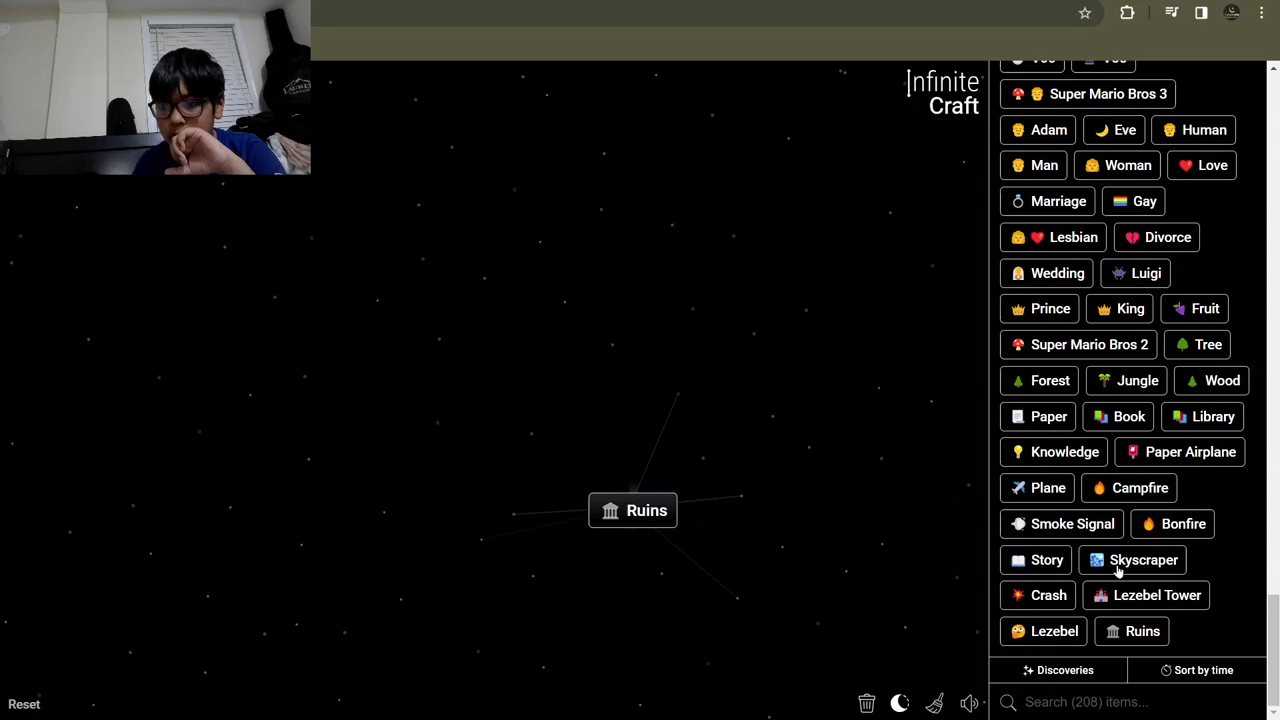 Infinite
Craft
Super Mario Bros 3
Adam Eve Human
Man Woman Love
Marriage Gay
Lesbian Divorce
Wedding Luigi
Prince King Fruit
Super Mario Bros 2 Tree
Forest Jungle Wood
Paper Book Library
Knowledge Paper Airplane
Plane Campfire
Ruins
Smoke Signal Bonfire
Story Skyscraper
Crash Lezebel Tower
Lezebel Ruins
Discoveries Sort by time
Reset
Search (208) items...